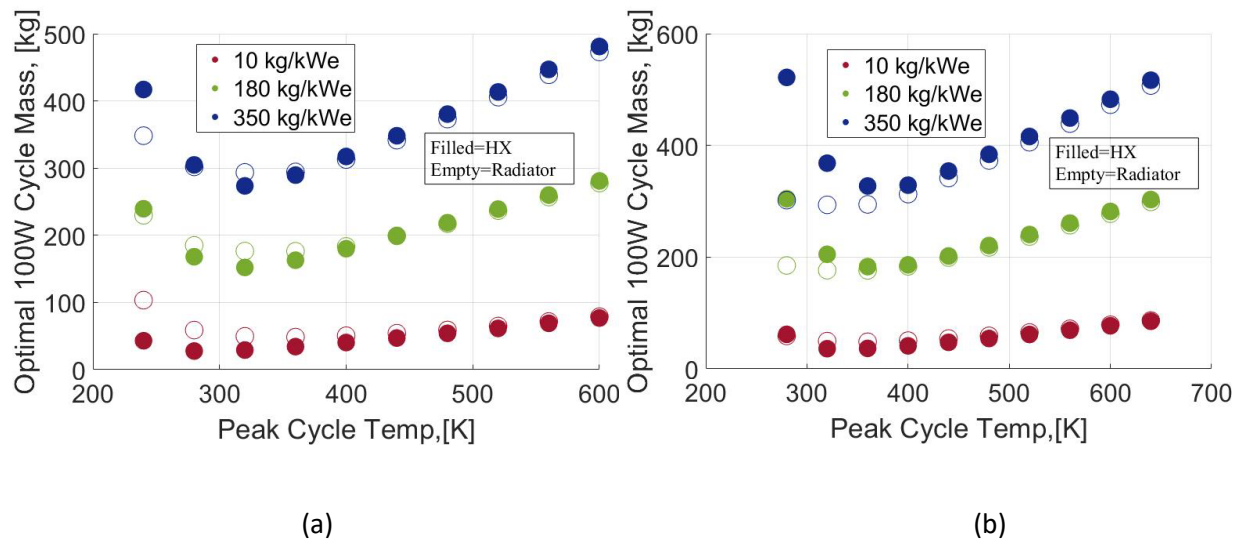 Optimal 100W Cycle Mass, [kg]
500
400
300
200
100
0
10 kg/kWe
180 kg/kWe
350 kg/kWe
Filled=HX
Empty=Radiator
200
300
400
500
600
Peak Cycle Temp,[K]
(a)
Optimal 100W Cycle Mass, [kg]
600
400
200
0
10 kg/kWe
180 kg/kWe
350 kg/kWe
Filled=HX
Empty=Radiator
200
300
400
500
600
700
Peak Cycle Temp,[K]
(b)